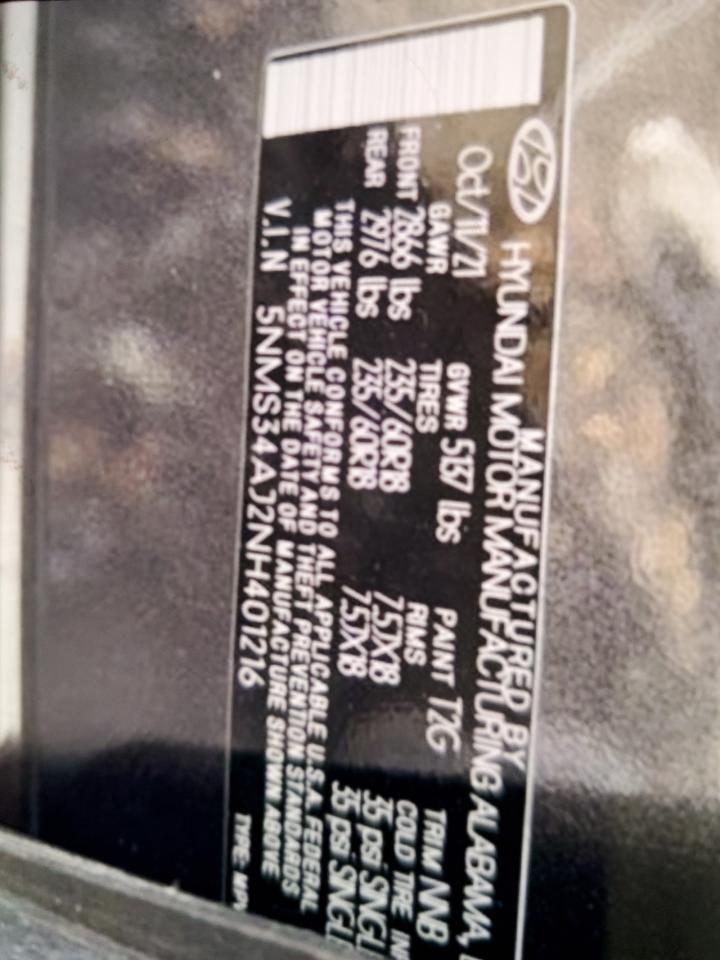 MANUFACTURED BY
HYUNDAI MOTOR MANUFACTURING ALABAMA,
Oct/11/21 GVWR 5137 lbs PAINT T2G TRIM NNB
GAWR TIRES RIMS COLD TIRE
FRONT 2866 lbs 235/60R18 7.5JX18 35 psi SNGL
REAR 2976 lbs 235/60R18 7.5JX18 35 psi SNGL
THIS VEHICLE CONFORMS TO ALL APPLICABLE U.S.A. FEDERAL
MOTOR VEHICLE SAFETY AND THEFT PREVENTION STANDARDS
IN EFFECT ON THE DATE OF MANUFACTURE SHOWN ABOVE
V.I.N 5NMS34AJ2NH401216 TYPE: MPV